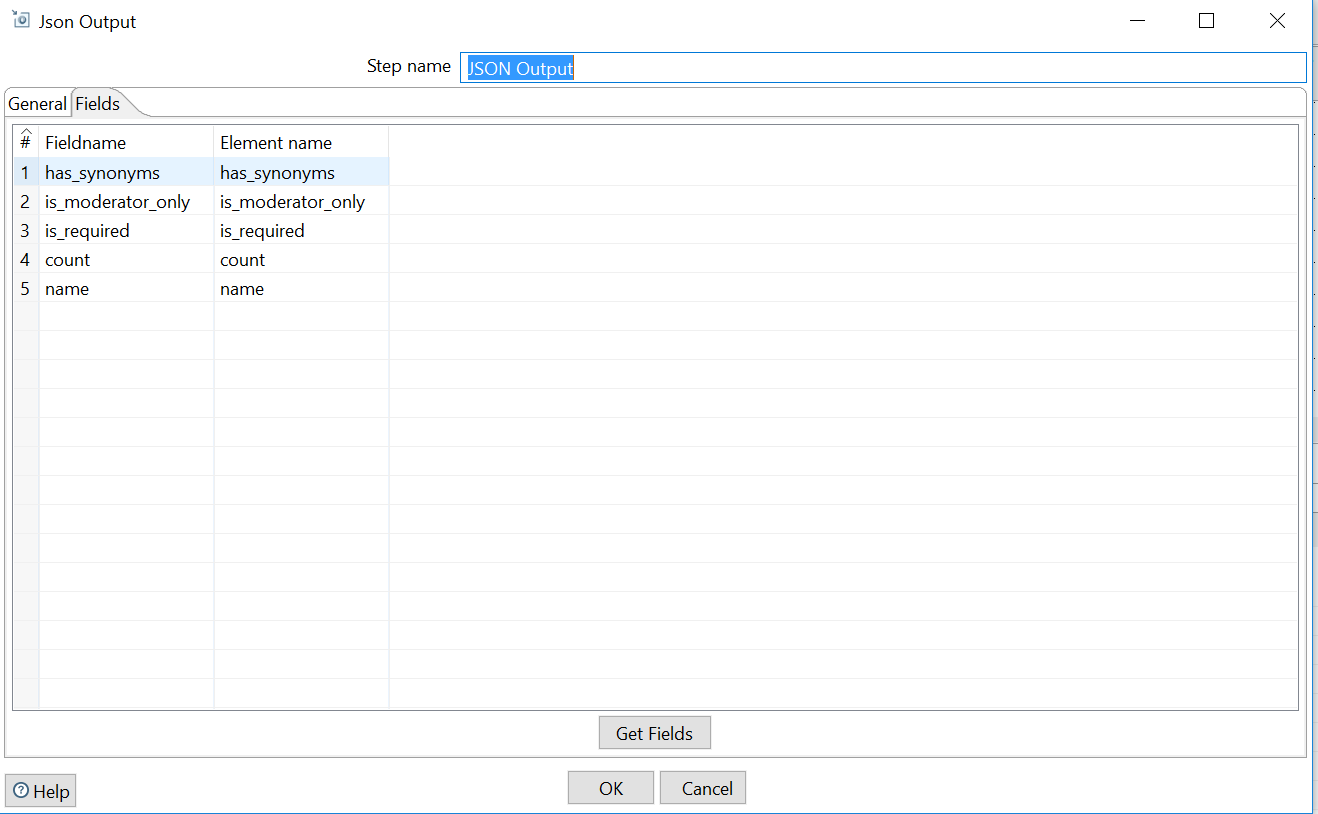 Json Output
Step name JSON Output
General Fields
# Fieldname Element name
1 has_synonyms has_synonyms
2 is_moderator_only is_moderator_only
3 is_required is_required
4 count count
5 name name
Get Fields
Help OK Cancel